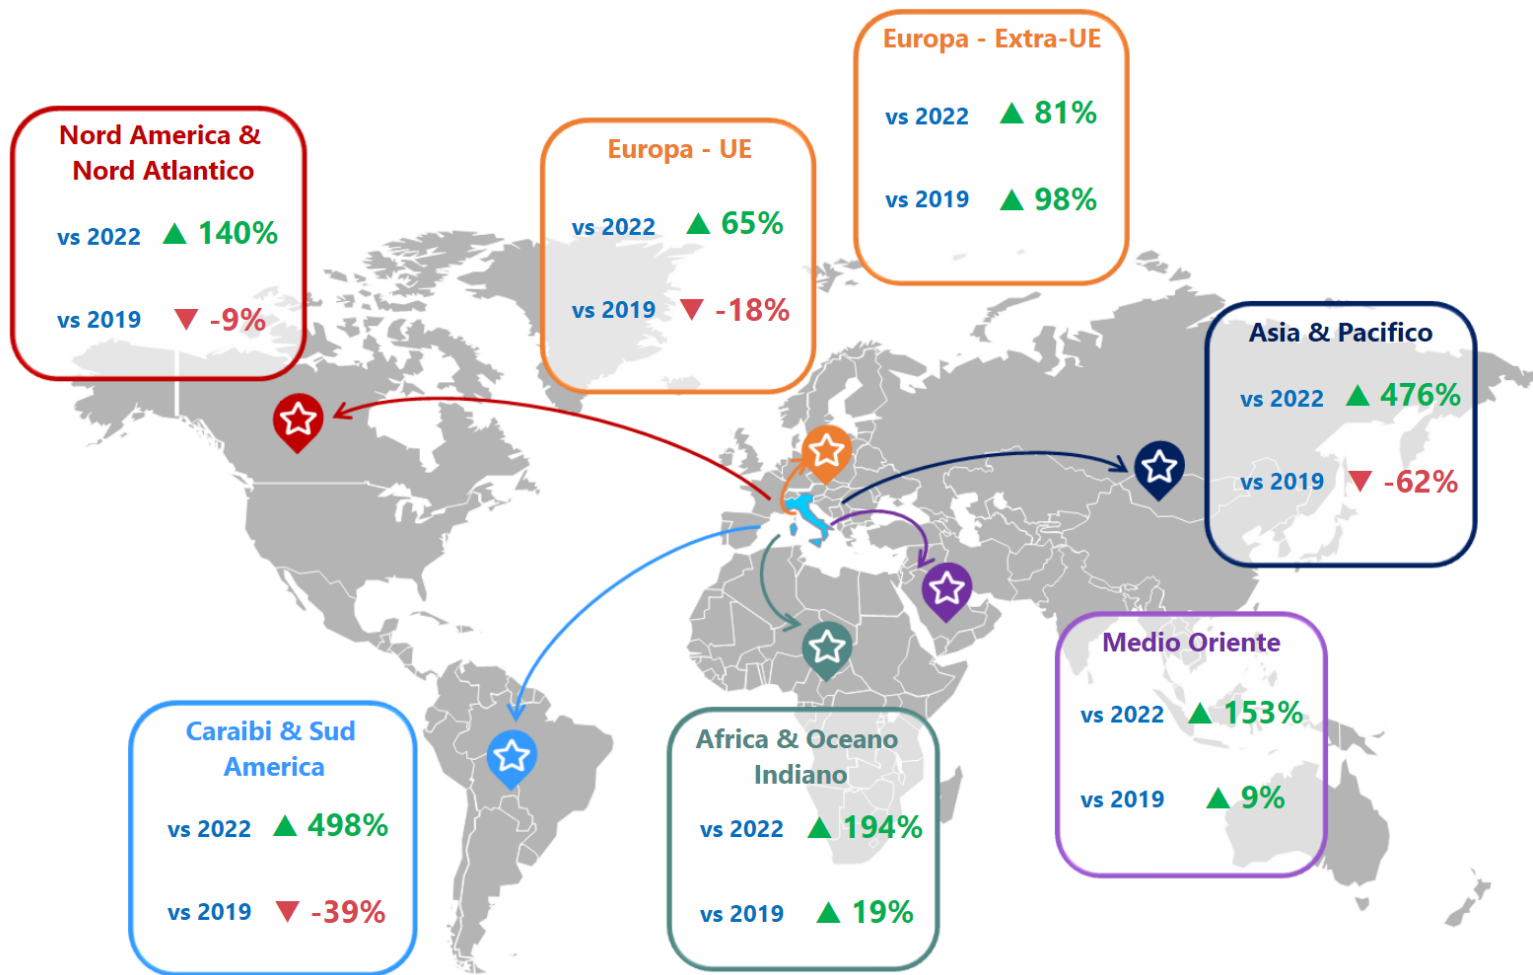 Europa - Extra-UE
vs 2022 ▲ 81%
vs 2019 ▲ 98%
Nord America &
Nord Atlantico
vs 2022 ▲ 140%
vs 2019 ▼ -9%
Europa - UE
vs 2022 ▲ 65%
vs 2019 ▼ -18%
Asia & Pacifico
vs 2022 ▲ 476%
vs 2019 ▼ -62%
Medio Oriente
vs 2022 ▲ 153%
vs 2019 ▲ 9%
Caraibi & Sud
America
vs 2022 ▲ 498%
vs 2019 ▼ -39%
Africa & Oceano
Indiano
vs 2022 ▲ 194%
vs 2019 ▲ 19%